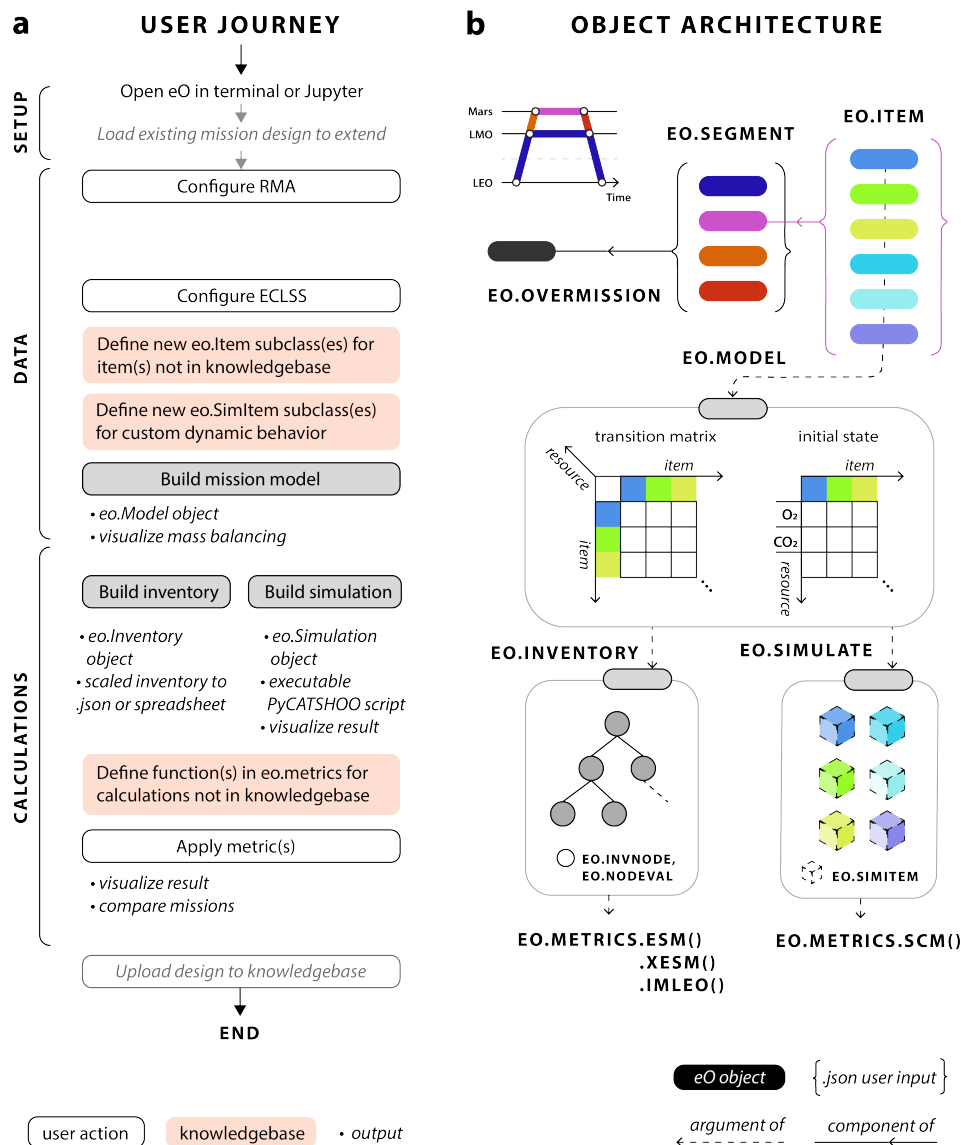 a USER JOURNEY
SETUP
Open eO in terminal or Jupyter
Load existing mission design to extend
DATA
Configure RMA
Configure ECLSS
Define new eo.Item subclass(es) for
item(s) not in knowledgebase
Define new eo.SimItem subclass(es)
for custom dynamic behavior
Build mission model
• eo.Model object
• visualize mass balancing
CALCULATIONS
Build inventory
• eo.Inventory
object
• scaled inventory to
.json or spreadsheet
Build simulation
• eo.Simulation
object
• executable
PyCATSHOO script
• visualize result
Define function(s) in eo.metrics for
calculations not in knowledgebase
Apply metric(s)
• visualize result
• compare missions
Upload design to knowledgebase
END
user action
knowledgebase
• output
b OBJECT ARCHITECTURE
Mars
LMO
LEO
Time
EO.SEGMENT
EO.ITEM
EO.OVERMISSION
EO.MODEL
transition matrix
resource
item
item
initial state
item
O₂
CO₂
resource
EO.INVENTORY
EO.INVNODE,
EO.NODEVAL
EO.METRICS.ESM()
.XESM()
.IMLEO()
EO.SIMULATE
EO.SIMITEM
EO.METRICS.SCM()
eO object
{.json user input}
argument of
component of